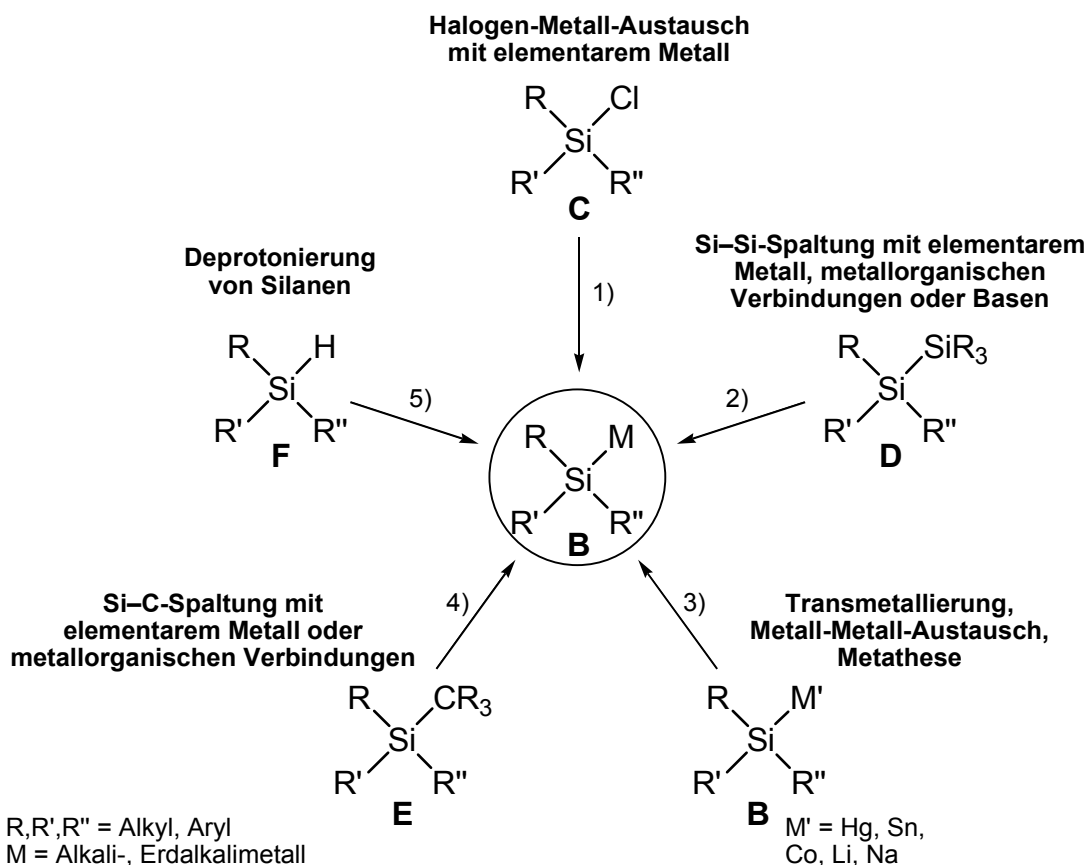 Halogen-Metall-Austausch
mit elementarem Metall
R Cl
Si
R' R"
C
1)
Deprotonierung
von Silanen
R H
Si
R' R"
F
5)
Si–Si-Spaltung mit elementarem
Metall, metallorganischen
Verbindungen oder Basen
R SiR3
Si
R' R"
D
2)
R M
Si
R' R"
B
Si–C-Spaltung mit
elementarem Metall oder
metallorganischen Verbindungen
4)
R CR3
Si
R' R"
E
3)
Transmetallierung,
Metall-Metall-Austausch,
Metathese
R M'
Si
R' R"
B
R,R',R" = Alkyl, Aryl
M = Alkali-, Erdalkalimetall
M' = Hg, Sn,
Co, Li, Na